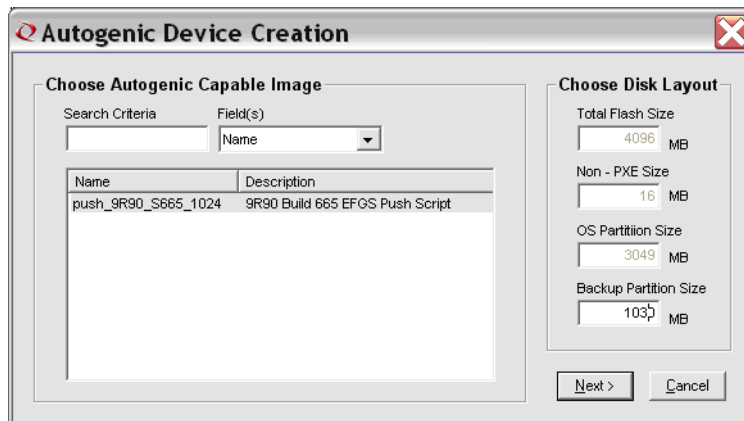 Autogenic Device Creation
Choose Autogenic Capable Image
Search Criteria Field(s)
Name
Name Description
push_9R90_S665_1024 9R90 Build 665 EFGS Push Script
Choose Disk Layout
Total Flash Size
4096 MB
Non - PXE Size
16 MB
OS Partitiion Size
3049 MB
Backup Partition Size
1031 MB
Next > Cancel